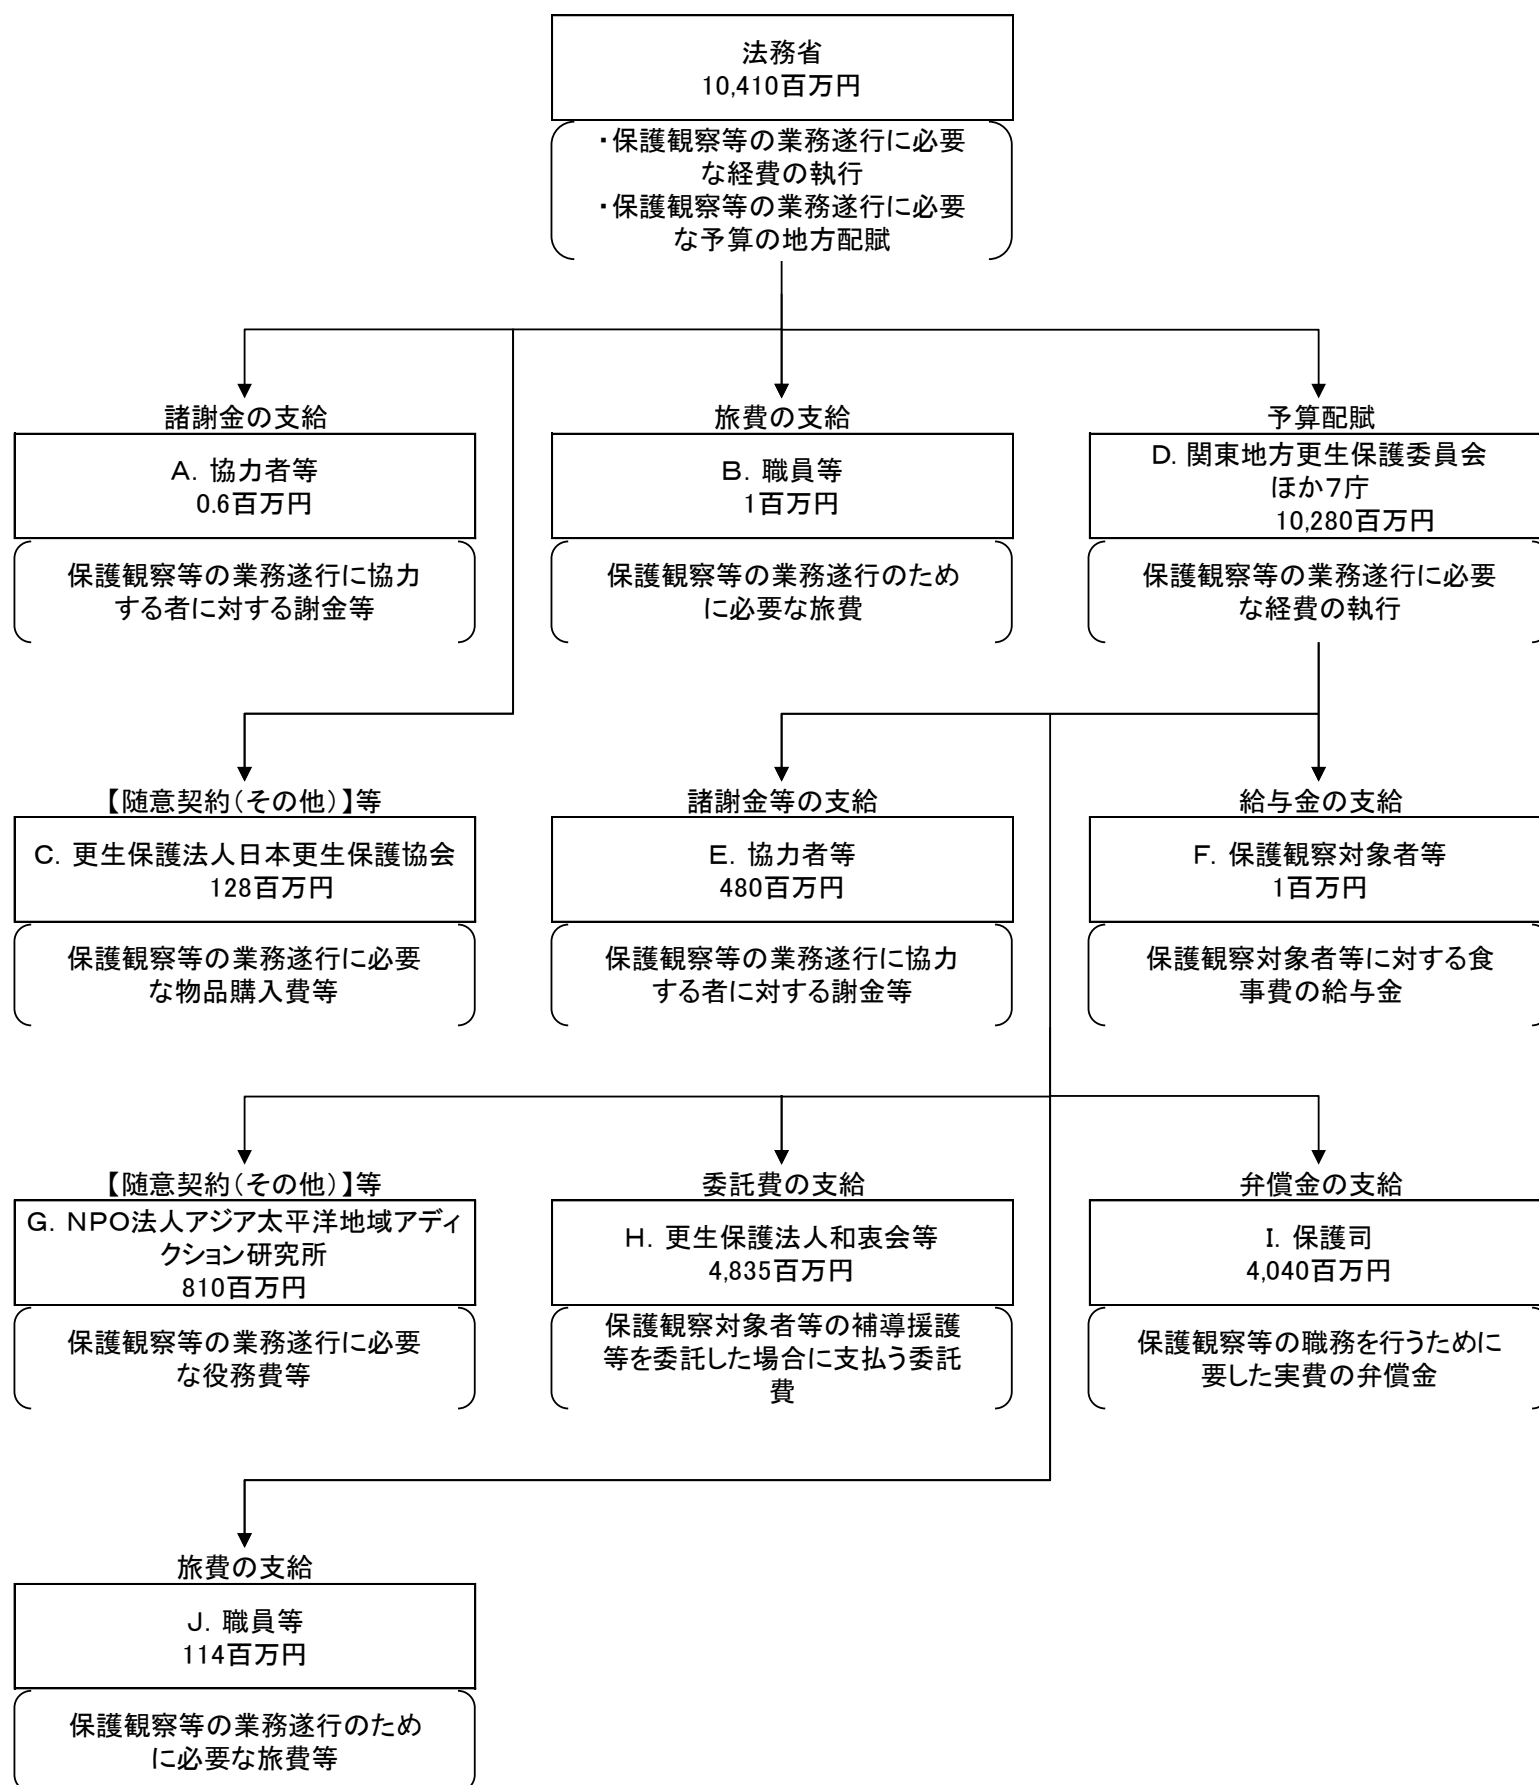 法務省
10,410百万円
・保護観察等の業務遂行に必要
な経費の執行
・保護観察等の業務遂行に必要
な予算の地方配賦
諸謝金の支給
A．協力者等
0.6百万円
保護観察等の業務遂行に協力
する者に対する謝金等
旅費の支給
B．職員等
1百万円
保護観察等の業務遂行のため
に必要な旅費
予算配賦
D．関東地方更生保護委員会
ほか7庁
10,280百万円
保護観察等の業務遂行に必要
な経費の執行
【随意契約（その他）】等
C．更生保護法人日本更生保護協会
128百万円
保護観察等の業務遂行に必要
な物品購入費等
諸謝金等の支給
E．協力者等
480百万円
保護観察等の業務遂行に協力
する者に対する謝金等
給与金の支給
F．保護観察対象者等
1百万円
保護観察対象者等に対する食
事費の給与金
【随意契約（その他）】等
G．NPO法人アジア太平洋地域アディ
クション研究所
810百万円
保護観察等の業務遂行に必要
な役務費等
委託費の支給
H．更生保護法人和衷会等
4,835百万円
保護観察対象者等の補導援護
等を委託した場合に支払う委託
費
弁償金の支給
I．保護司
4,040百万円
保護観察等の職務を行うために
要した実費の弁償金
旅費の支給
J．職員等
114百万円
保護観察等の業務遂行のため
に必要な旅費等